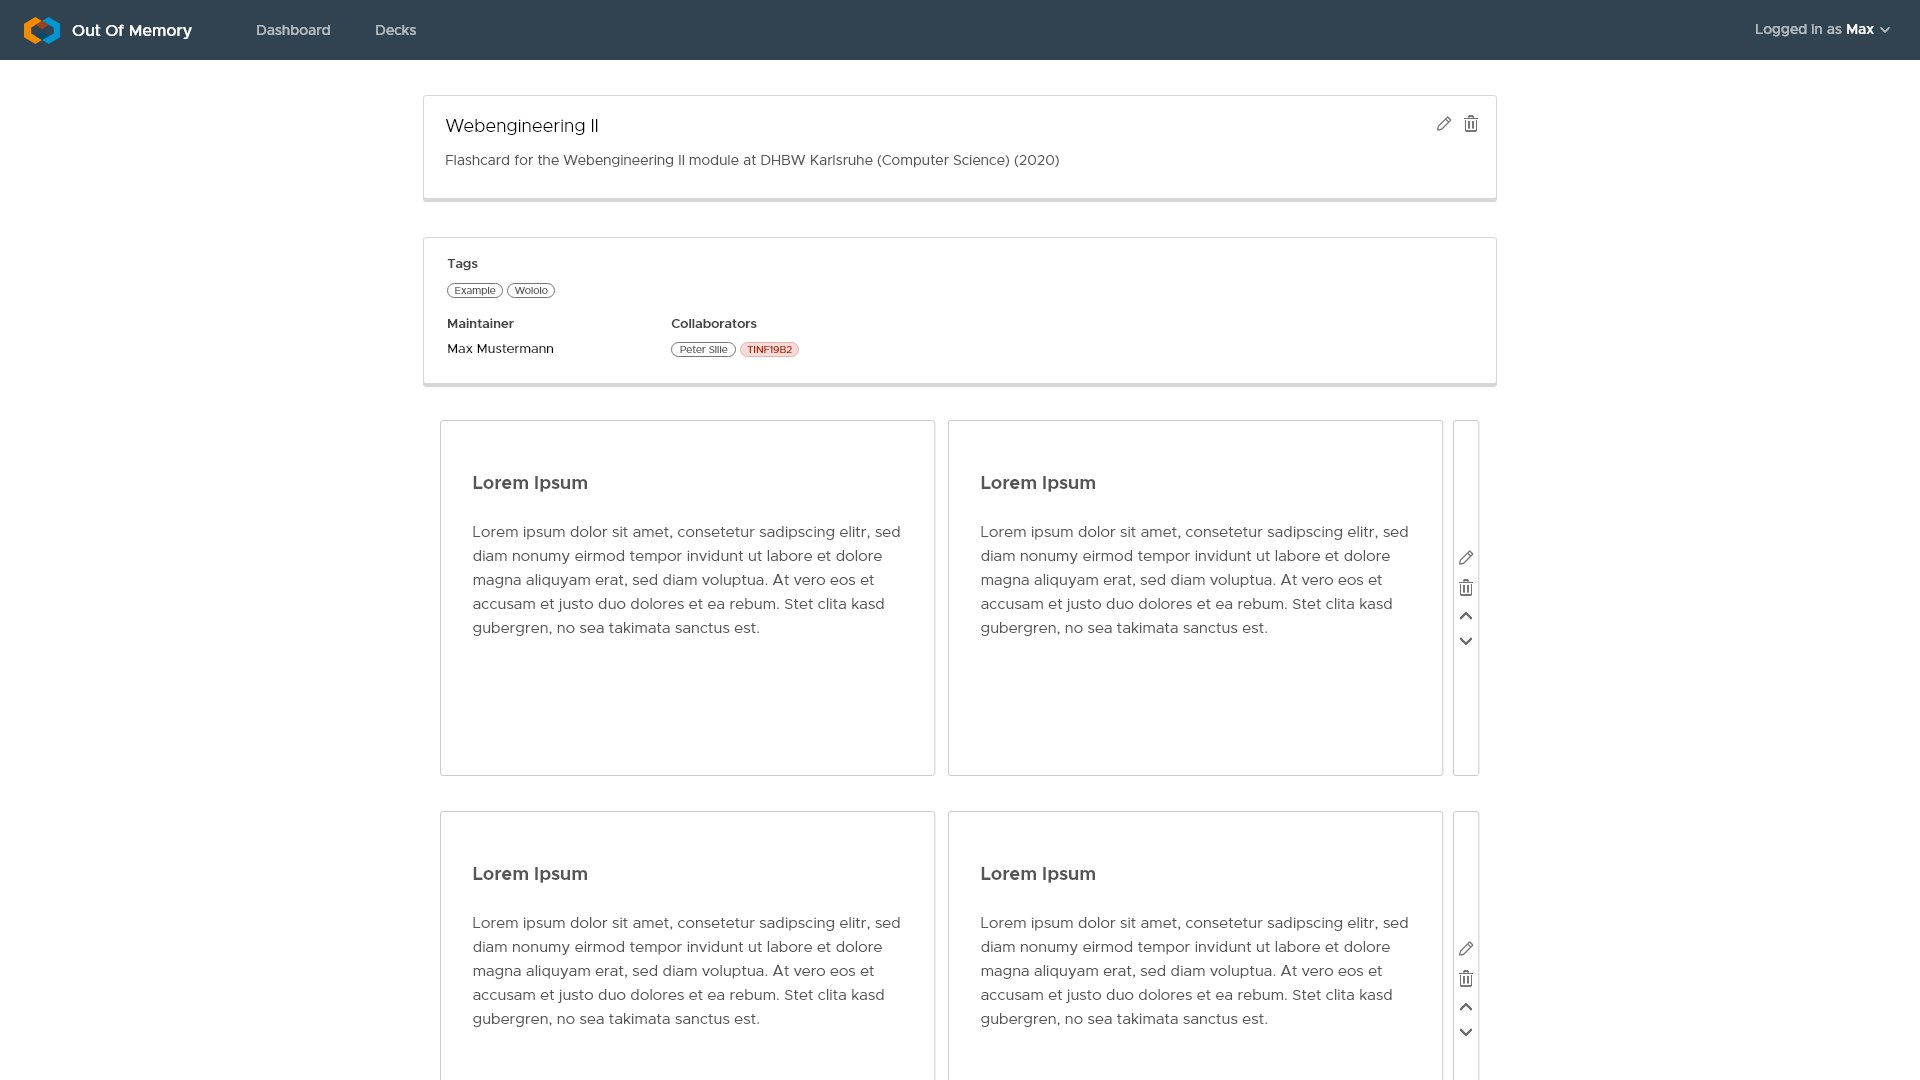 Out Of Memory
Dashboard
Decks
Logged in as Max
Webengineering II
Flashcard for the Webengineering II module at DHBW Karlsruhe (Computer Science) (2020)
Tags
Example
Wololo
Maintainer
Collaborators
Max Mustermann
Peter Sille
TINF19B2
Lorem Ipsum
Lorem ipsum dolor sit amet, consetetur sadipscing elitr, sed
diam nonumy eirmod tempor invidunt ut labore et dolore
magna aliquyam erat, sed diam voluptua. At vero eos et
accusam et justo duo dolores et ea rebum. Stet clita kasd
gubergren, no sea takimata sanctus est.
Lorem Ipsum
Lorem ipsum dolor sit amet, consetetur sadipscing elitr, sed
diam nonumy eirmod tempor invidunt ut labore et dolore
magna aliquyam erat, sed diam voluptua. At vero eos et
accusam et justo duo dolores et ea rebum. Stet clita kasd
gubergren, no sea takimata sanctus est.
Lorem Ipsum
Lorem ipsum dolor sit amet, consetetur sadipscing elitr, sed
diam nonumy eirmod tempor invidunt ut labore et dolore
magna aliquyam erat, sed diam voluptua. At vero eos et
accusam et justo duo dolores et ea rebum. Stet clita kasd
gubergren, no sea takimata sanctus est.
Lorem Ipsum
Lorem ipsum dolor sit amet, consetetur sadipscing elitr, sed
diam nonumy eirmod tempor invidunt ut labore et dolore
magna aliquyam erat, sed diam voluptua. At vero eos et
accusam et justo duo dolores et ea rebum. Stet clita kasd
gubergren, no sea takimata sanctus est.